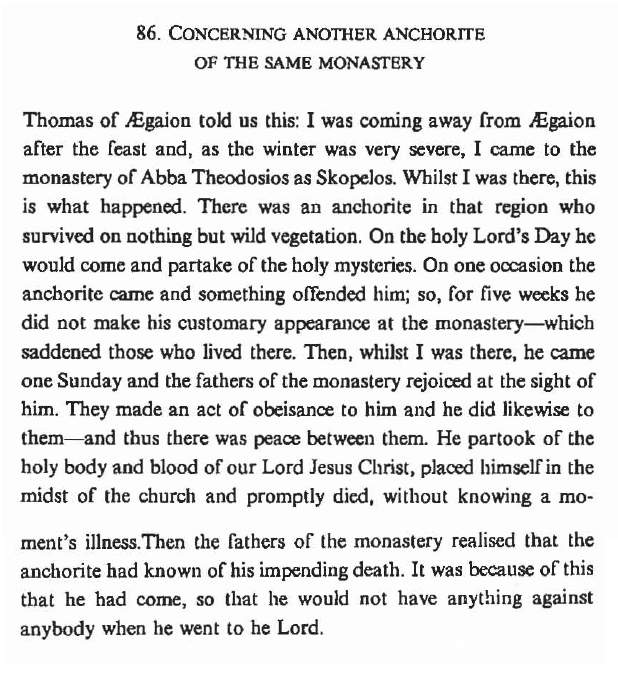 86. CONCERNING ANOTHER ANCHORITE
OF THE SAME MONASTERY
Thomas of Ægaion told us this: I was coming away from Ægaion
after the feast and, as the winter was very severe, I came to the
monastery of Abba Theodosios as Skopelos. Whilst I was there, this
is what happened. There was an anchorite in that region who
survived on nothing but wild vegetation. On the holy Lord's Day he
would come and partake of the holy mysteries. On one occasion the
anchorite came and something offended him; so, for five weeks he
did not make his customary appearance at the monastery—which
saddened those who lived there. Then, whilst I was there, he came
one Sunday and the fathers of the monastery rejoiced at the sight of
him. They made an act of obeisance to him and he did likewise to
them—and thus there was peace between them. He partook of the
holy body and blood of our Lord Jesus Christ, placed himself in the
midst of the church and promptly died, without knowing a mo-
ment's illness.Then the fathers of the monastery realised that the
anchorite had known of his impending death. It was because of this
that he had come, so that he would not have anything against
anybody when he went to he Lord.